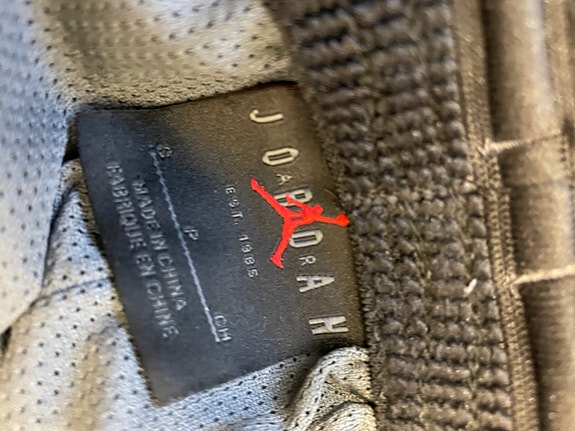 JORDAN
EST. 1985
S P CH
MADE IN CHINA
FABRIQUE EN CHINE